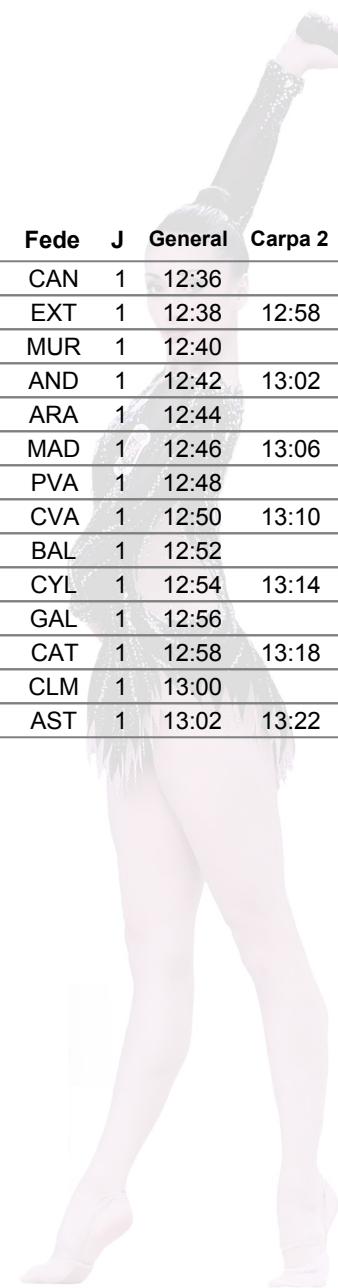 Fede J General Carpa 2
CAN 1 12:36
EXT 1 12:38 12:58
MUR 1 12:40
AND 1 12:42 13:02
ARA 1 12:44
MAD 1 12:46 13:06
PVA 1 12:48
CVA 1 12:50 13:10
BAL 1 12:52
CYL 1 12:54 13:14
GAL 1 12:56
CAT 1 12:58 13:18
CLM 1 13:00
AST 1 13:02 13:22